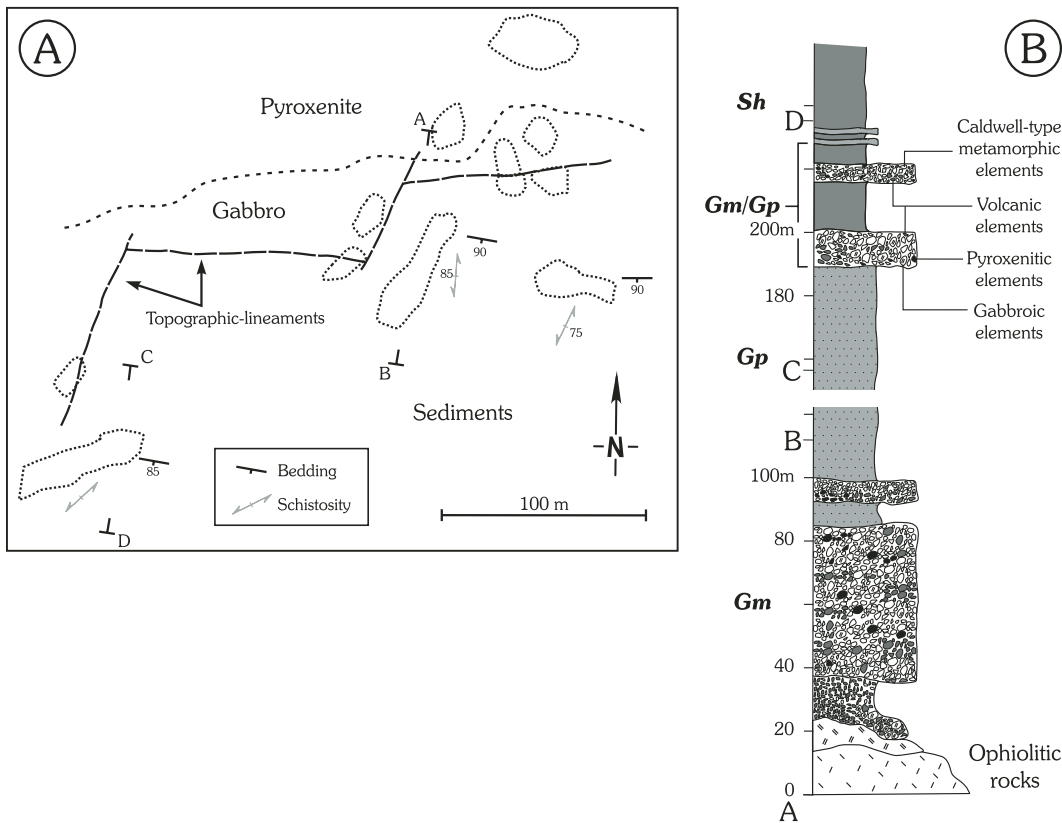 A
Pyroxenite
A
Gabbro
90
85
90
75
Topographic-lineaments
C
B
Sediments
N
85
Bedding
Schistosity
100 m
D
B
Sh
D
Caldwell-type
metamorphic
elements
Gm/Gp
Volcanic
elements
200m
Pyroxenitic
elements
180
Gabbroic
elements
Gp
C
B
100m
80
Gm
40
20
Ophiolitic
rocks
0
A